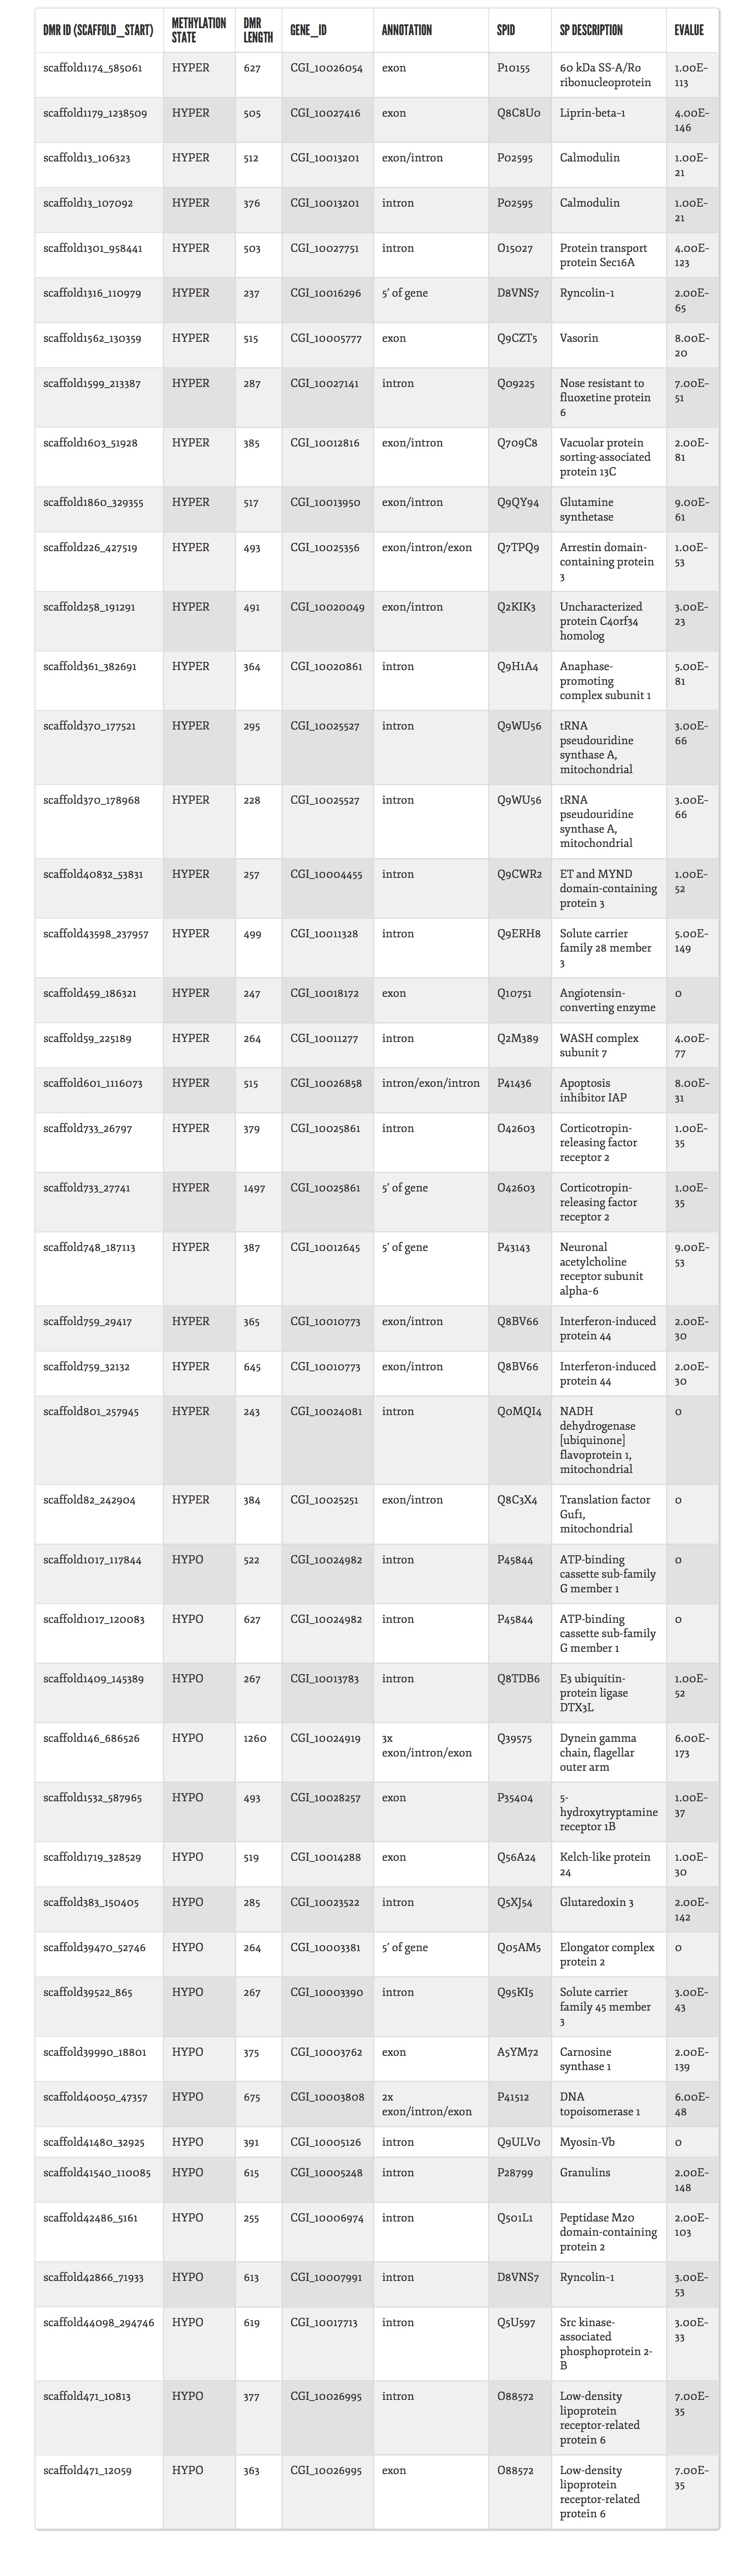 DMR ID (SCAFFOLD_START) METHYLATION STATE DMR LENGTH GENE_ID ANNOTATION SPID SP DESCRIPTION EVALUE
scaffold1174_585061 HYPER 627 CGI_10026054 exon P10155 60 kDa SS-A/Ro ribonucleoprotein 1.00E-113
scaffold1179_1238509 HYPER 505 CGI_10027416 exon Q8C8U0 Liprin-beta-1 4.00E-146
scaffold13_106323 HYPER 512 CGI_10013201 exon/intron P02595 Calmodulin 1.00E-21
scaffold13_107092 HYPER 376 CGI_10013201 intron P02595 Calmodulin 1.00E-21
scaffold1301_958441 HYPER 503 CGI_10027751 intron O15027 Protein transport protein Sec16A 4.00E-123
scaffold1316_110979 HYPER 237 CGI_10016296 5' of gene D8VNS7 Ryncolin-1 2.00E-65
scaffold1562_130359 HYPER 515 CGI_10005777 exon Q9CZT5 Vasorin 8.00E-20
scaffold1599_213387 HYPER 287 CGI_10027141 intron Q09225 Nose resistant to fluoxetine protein 6 7.00E-51
scaffold1603_51928 HYPER 385 CGI_10012816 exon/intron Q709C8 Vacuolar protein sorting-associated protein 13C 2.00E-81
scaffold1860_329355 HYPER 517 CGI_10013950 exon/intron Q9QY94 Glutamine synthetase 9.00E-61
scaffold226_427519 HYPER 493 CGI_10025356 exon/intron/exon Q7TPQ9 Arrestin domain-containing protein 3 1.00E-53
scaffold258_191291 HYPER 491 CGI_10020049 exon/intron Q2KIK3 Uncharacterized protein C4orf34 homolog 3.00E-23
scaffold361_382691 HYPER 364 CGI_10020861 intron Q9H1A4 Anaphase-promoting complex subunit 1 5.00E-81
scaffold370_177521 HYPER 295 CGI_10025527 intron Q9WU56 tRNA pseudouridine synthase A, mitochondrial 3.00E-66
scaffold370_178968 HYPER 228 CGI_10025527 intron Q9WU56 tRNA pseudouridine synthase A, mitochondrial 3.00E-66
scaffold40832_53831 HYPER 257 CGI_10004455 intron Q9CWR2 ET and MYND domain-containing protein 3 1.00E-52
scaffold43598_237957 HYPER 499 CGI_10011328 intron Q9ERH8 Solute carrier family 28 member 3 5.00E-149
scaffold459_186321 HYPER 247 CGI_10018172 exon Q10751 Angiotensin-converting enzyme 0
scaffold59_225189 HYPER 264 CGI_10011277 intron Q2M389 WASH complex subunit 7 4.00E-77
scaffold601_1116073 HYPER 515 CGI_10026858 intron/exon/intron P41436 Apoptosis inhibitor IAP 8.00E-31
scaffold733_26797 HYPER 379 CGI_10025861 intron O42603 Corticotropin-releasing factor receptor 2 1.00E-35
scaffold733_27741 HYPER 1497 CGI_10025861 5' of gene O42603 Corticotropin-releasing factor receptor 2 1.00E-35
scaffold748_187113 HYPER 387 CGI_10012645 5' of gene P43143 Neuronal acetylcholine receptor subunit alpha-6 9.00E-53
scaffold759_29417 HYPER 365 CGI_10010773 exon/intron Q8BV66 Interferon-induced protein 44 2.00E-30
scaffold759_32132 HYPER 645 CGI_10010773 exon/intron Q8BV66 Interferon-induced protein 44 2.00E-30
scaffold801_257945 HYPER 243 CGI_10024081 intron Q0MQI4 NADH dehydrogenase [ubiquinone] flavoprotein 1, mitochondrial 0
scaffold82_242904 HYPER 384 CGI_10025251 exon/intron Q8C3X4 Translation factor Guf1, mitochondrial 0
scaffold1017_117844 HYPO 522 CGI_10024982 intron P45844 ATP-binding cassette sub-family G member 1 0
scaffold1017_120083 HYPO 627 CGI_10024982 intron P45844 ATP-binding cassette sub-family G member 1 0
scaffold1409_145389 HYPO 267 CGI_10013783 intron Q8TDB6 E3 ubiquitin-protein ligase DTX3L 1.00E-52
scaffold146_686526 HYPO 1260 CGI_10024919 3x exon/intron/exon Q39575 Dynein gamma chain, flagellar outer arm 6.00E-173
scaffold1532_587965 HYPO 493 CGI_10028257 exon P35404 5-hydroxytryptamine receptor 1B 1.00E-37
scaffold1719_328529 HYPO 519 CGI_10014288 exon Q56A24 Kelch-like protein 24 1.00E-30
scaffold383_150405 HYPO 285 CGI_10023522 intron Q5XJ54 Glutaredoxin 3 2.00E-142
scaffold39470_52746 HYPO 264 CGI_10003381 5' of gene Q05AM5 Elongator complex protein 2 0
scaffold39522_865 HYPO 267 CGI_10003390 intron Q95KI5 Solute carrier family 45 member 3 3.00E-43
scaffold39990_18801 HYPO 375 CGI_10003762 exon A5YM72 Carnosine synthase 1 2.00E-139
scaffold40050_47357 HYPO 675 CGI_10003808 2x exon/intron/exon P41512 DNA topoisomerase 1 6.00E-48
scaffold41480_32925 HYPO 391 CGI_10005126 intron Q9ULV0 Myosin-Vb 0
scaffold41540_110085 HYPO 615 CGI_10005248 intron P28799 Granulins 2.00E-148
scaffold42486_5161 HYPO 255 CGI_10006974 intron Q501L1 Peptidase M20 domain-containing protein 2 2.00E-103
scaffold42866_71933 HYPO 613 CGI_10007991 intron D8VNS7 Ryncolin-1 3.00E-53
scaffold44098_294746 HYPO 619 CGI_10017713 intron Q5U597 Src kinase-associated phosphoprotein 2-B 3.00E-33
scaffold471_10813 HYPO 377 CGI_10026995 intron O88572 Low-density lipoprotein receptor-related protein 6 7.00E-35
scaffold471_12059 HYPO 363 CGI_10026995 exon O88572 Low-density lipoprotein receptor-related protein 6 7.00E-35